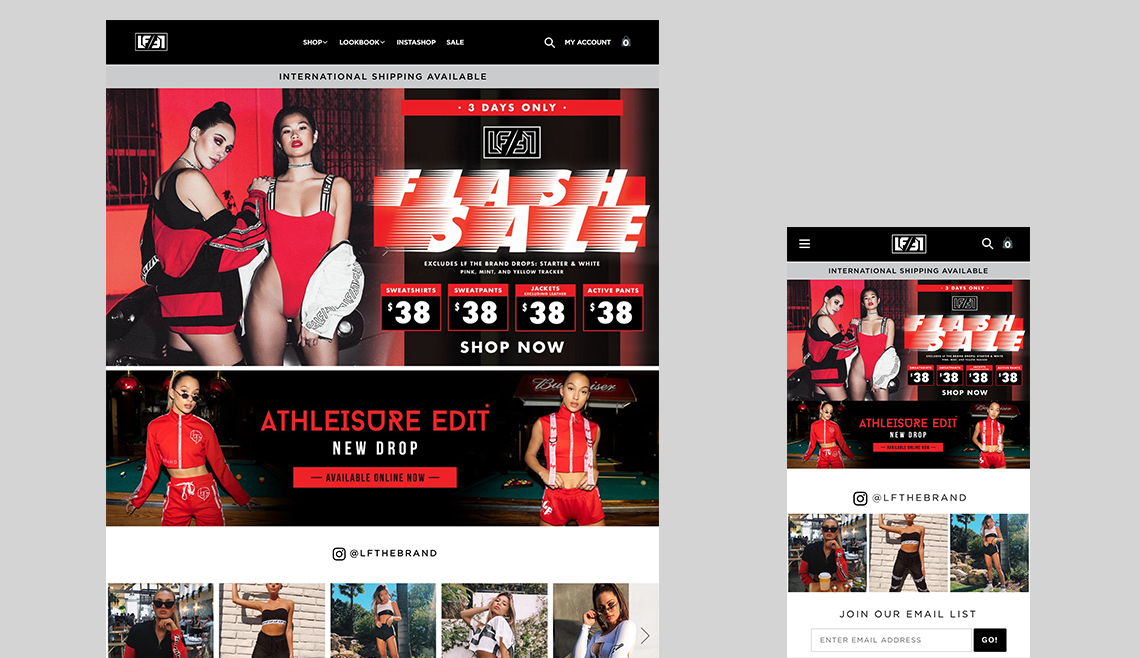 LF
SHOP LOOKBOOK INSTASHOP SALE
MY ACCOUNT 0
INTERNATIONAL SHIPPING AVAILABLE
· 3 DAYS ONLY ·
LF
FLASH
SALE
EXCLUDES LF THE BRAND DROPS: STARTER & WHITE
PINK, MINT, AND YELLOW TRACKER
SWEATSHIRTS
$38
SWEATPANTS
$38
JACKETS
EXCLUDING LEATHER
$38
ACTIVE PANTS
$38
SHOP NOW
ATHLEISURE EDIT
NEW DROP
— AVAILABLE ONLINE NOW —
@LFTHEBRAND
LF
0
INTERNATIONAL SHIPPING AVAILABLE
· 3 DAYS ONLY ·
LF
FLASH
SALE
EXCLUDES LF THE BRAND DROPS: STARTER & WHITE
PINK, MINT, AND YELLOW TRACKER
SWEATSHIRTS
$38
SWEATPANTS
$38
JACKETS
$38
ACTIVE PANTS
$38
SHOP NOW
ATHLEISURE EDIT
NEW DROP
— AVAILABLE ONLINE NOW —
@LFTHEBRAND
JOIN OUR EMAIL LIST
ENTER EMAIL ADDRESS
GO!